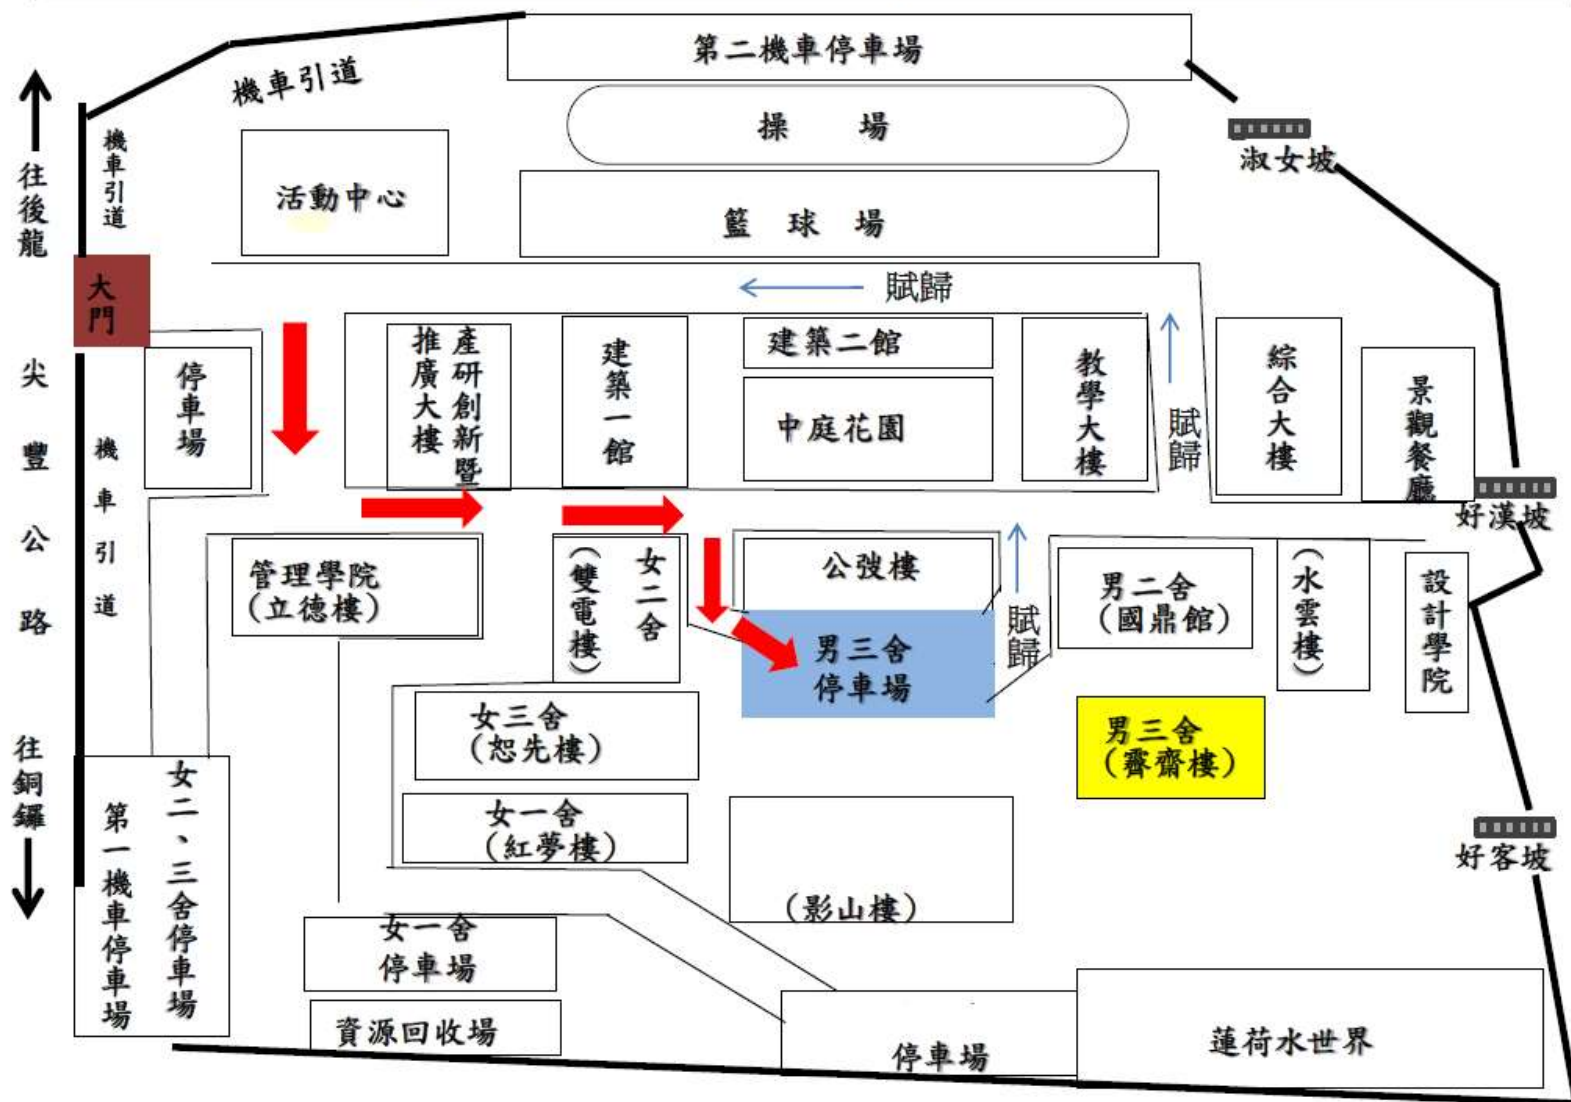 第二機車停車場
機車引道
操場
淑女坡
往後龍
機車引道
活動中心
籃球場
大門
賦歸
停車場
推廣大樓
產研創新暨
建築一館
建築二館
中庭花園
教學大樓
賦歸
綜合大樓
景觀餐廳
好漢坡
尖豐公路
機車引道
管理學院
(立德樓)
女二舍
(雙電樓)
公弢樓
男三舍
停車場
賦歸
男二舍
(國鼎館)
(水雲樓)
設計學院
女三舍
(恕先樓)
男三舍
(霽齋樓)
往銅鑼
女二、三舍停車場
第一機車停車場
女一舍
(紅夢樓)
好客坡
(影山樓)
女一舍
停車場
資源回收場
停車場
蓮荷水世界